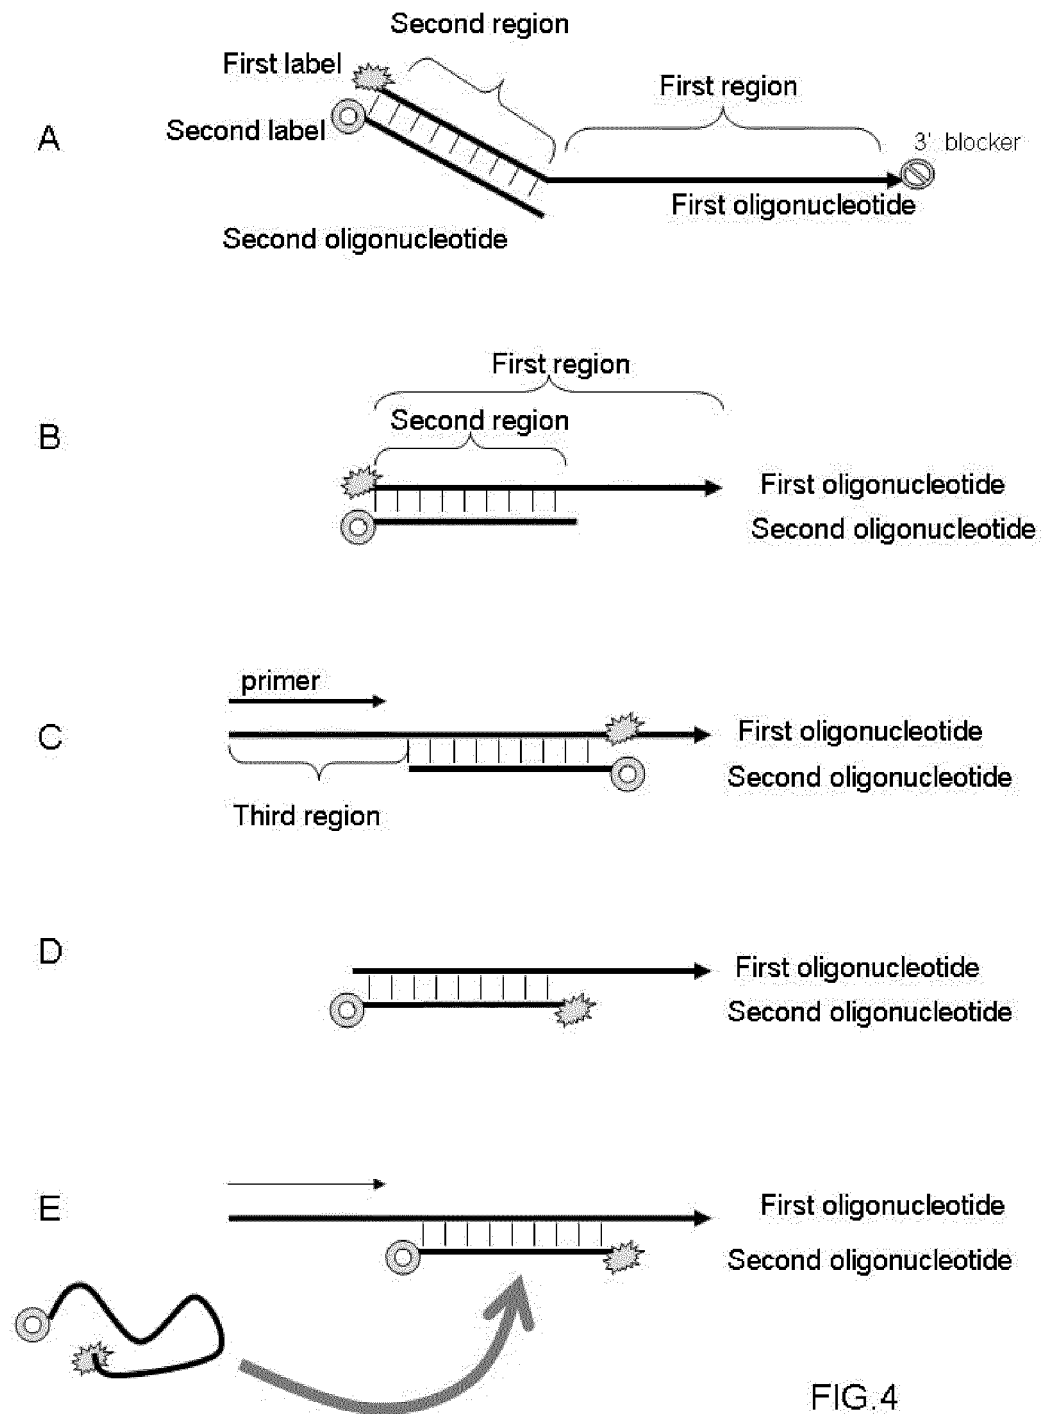 Second region
First label
First region
A
Second label
3' blocker
First oligonucleotide
Second oligonucleotide
First region
B
Second region
First oligonucleotide
Second oligonucleotide
primer
C
First oligonucleotide
Second oligonucleotide
Third region
D
First oligonucleotide
Second oligonucleotide
E
First oligonucleotide
Second oligonucleotide
FIG.4